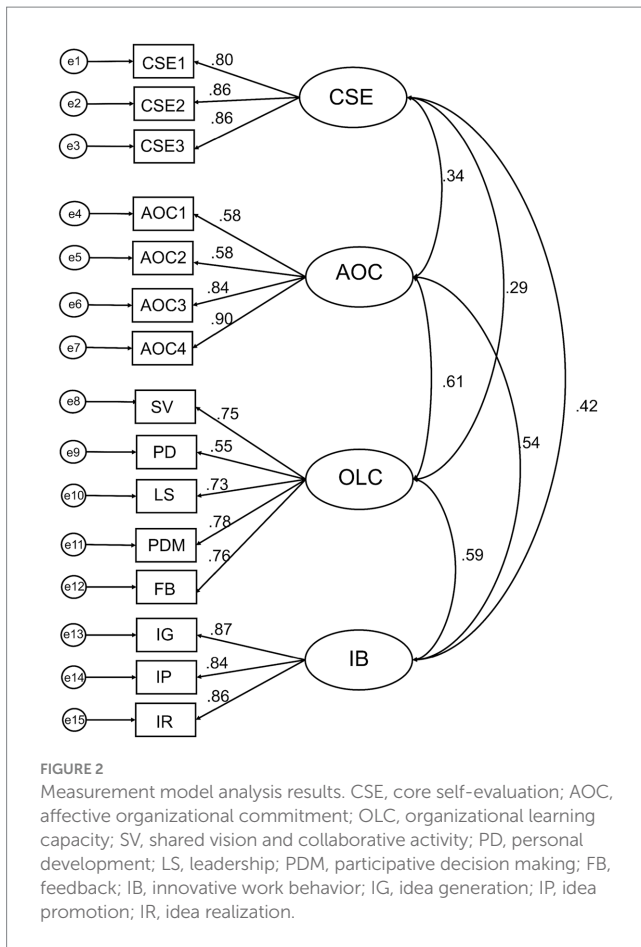 e1 CSE1 .80
e2 CSE2 .86 CSE
e3 CSE3 .86
.34
e4 AOC1 .58
e5 AOC2 .58 AOC
e6 AOC3 .84 .29
e7 AOC4 .90
.61 .42
e8 SV .75
e9 PD .55 54
e10 LS .73 OLC
e11 PDM .78
e12 FB .76 .59
e13 IG .87
e14 IP .84 IB
e15 IR .86
FIGURE 2
Measurement model analysis results. CSE, core self-evaluation; AOC,
affective organizational commitment; OLC, organizational learning
capacity; SV, shared vision and collaborative activity; PD, personal
development; LS, leadership; PDM, participative decision making; FB,
feedback; IB, innovative work behavior; IG, idea generation; IP, idea
promotion; IR, idea realization.